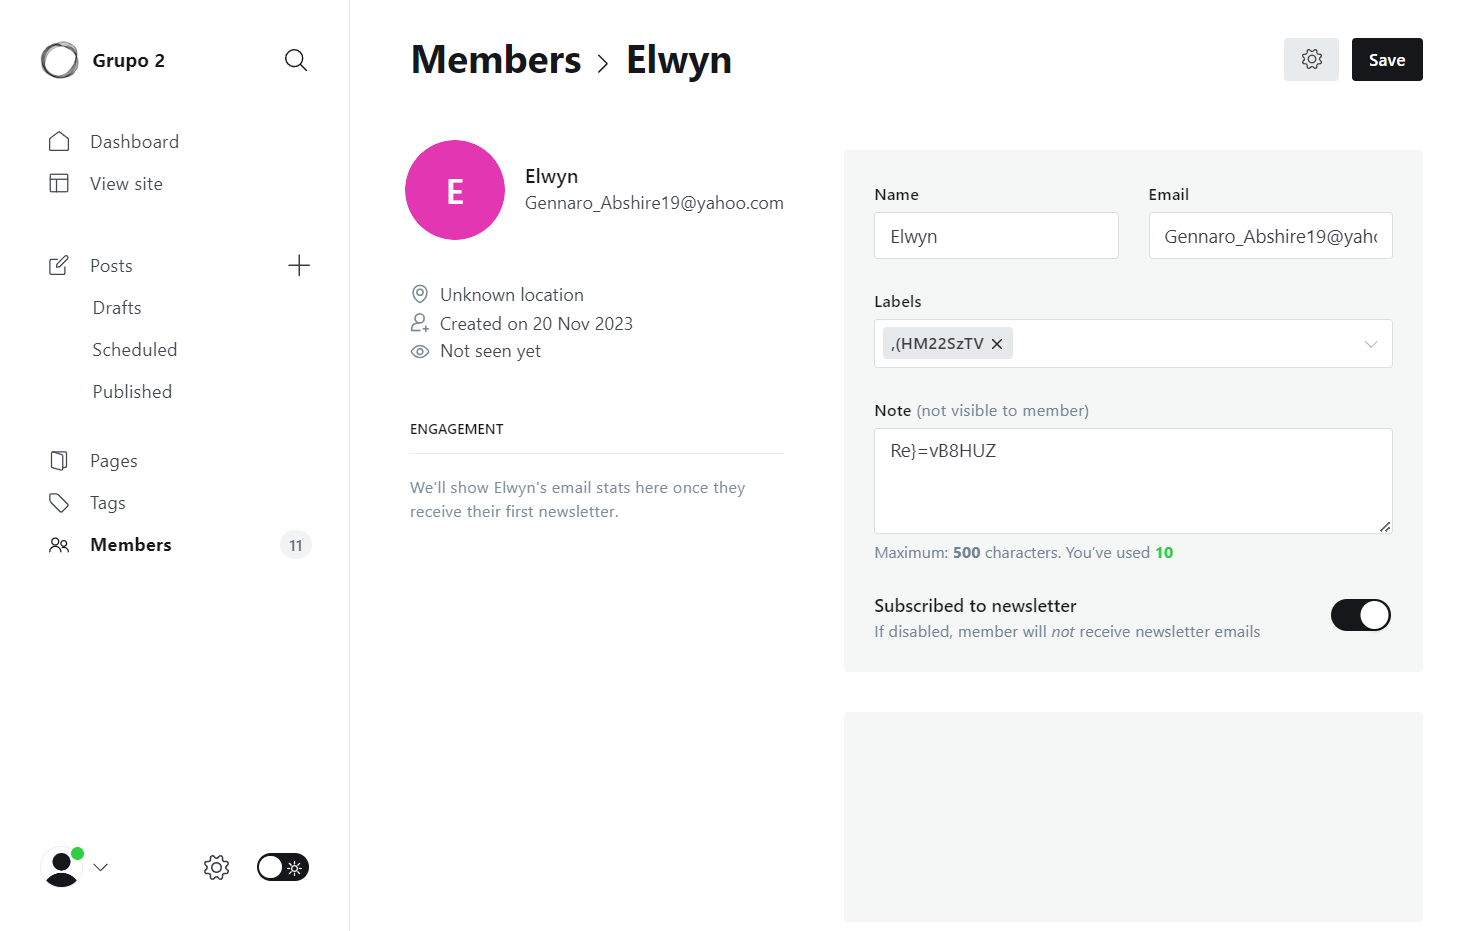 Grupo 2
Dashboard
View site
Posts
Drafts
Scheduled
Published
Pages
Tags
Members 11
Members > Elwyn
Save
E
Elwyn
Gennaro_Abshire19@yahoo.com
Unknown location
Created on 20 Nov 2023
Not seen yet
ENGAGEMENT
We'll show Elwyn's email stats here once they
receive their first newsletter.
Name Email
Elwyn Gennaro_Abshire19@yaho
Labels
,(HM22SzTV
Note (not visible to member)
Re}=vB8HUZ
Maximum: 500 characters. You’ve used 10
Subscribed to newsletter
If disabled, member will not receive newsletter emails